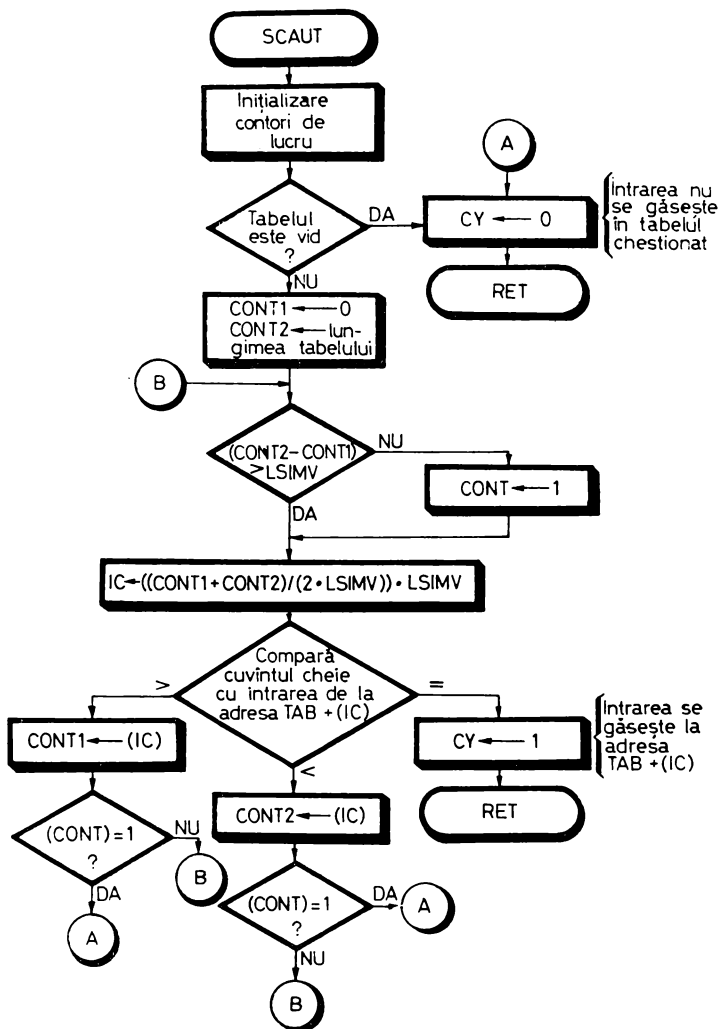 SCAUT
Inițializare
contori de
lucru
A
Tabelul
este vid
?
DA
NU
CY ← 0
Intrarea nu
se găsește
în tabelul
chestionat
RET
CONT1 ← 0
CONT2 ← lun-
gimea tabelului
B
(CONT2-CONT1)
>LSIMV
NU
DA
CONT ← 1
IC←((CONT1+CONT2)/(2•LSIMV))•LSIMV
Compară
cuvîntul cheie
cu intrarea de la
adresa TAB+(IC)
>
=
<
CONT1 ← (IC)
CY ← 1
Intrarea se
găsește la
adresa
TAB+(IC)
RET
CONT2 ← (IC)
(CONT)=1
?
NU
DA
B
A
(CONT)=1
?
DA
A
NU
B